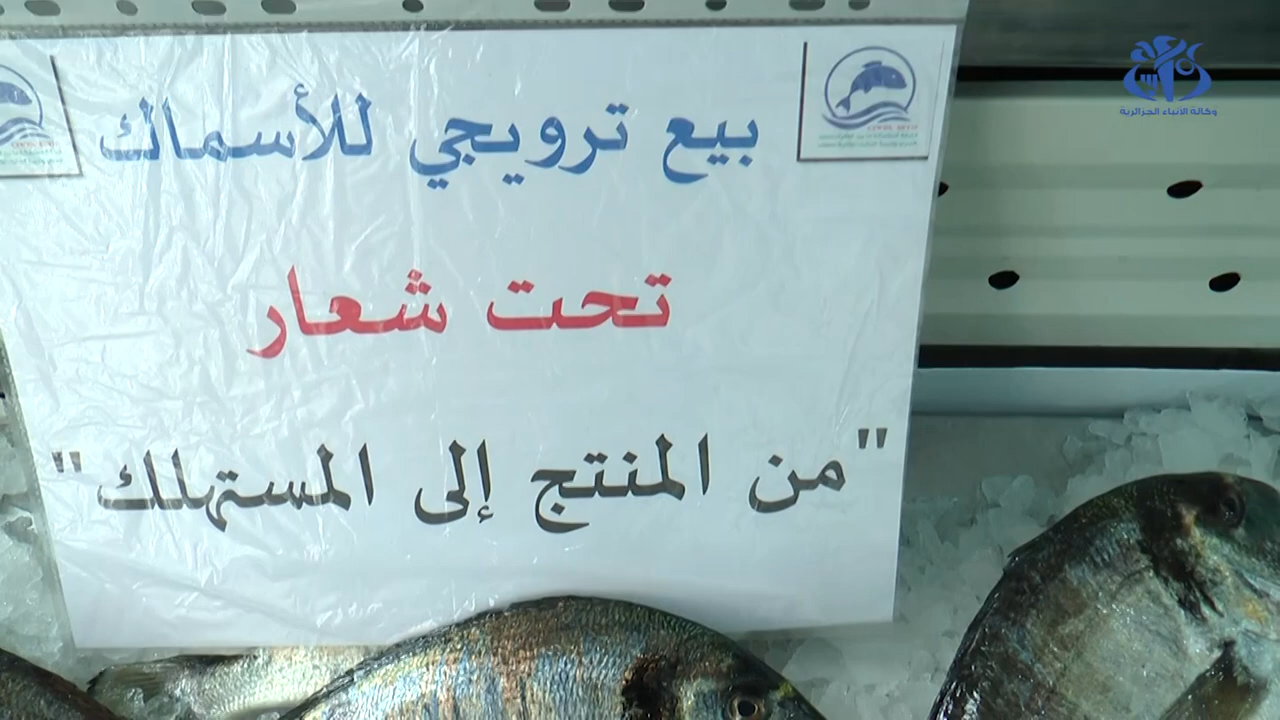 بيع ترويجي للأسماك
تحت شعار
"من المنتج إلى المستهلك"
وكالة الأنباء الجزائرية